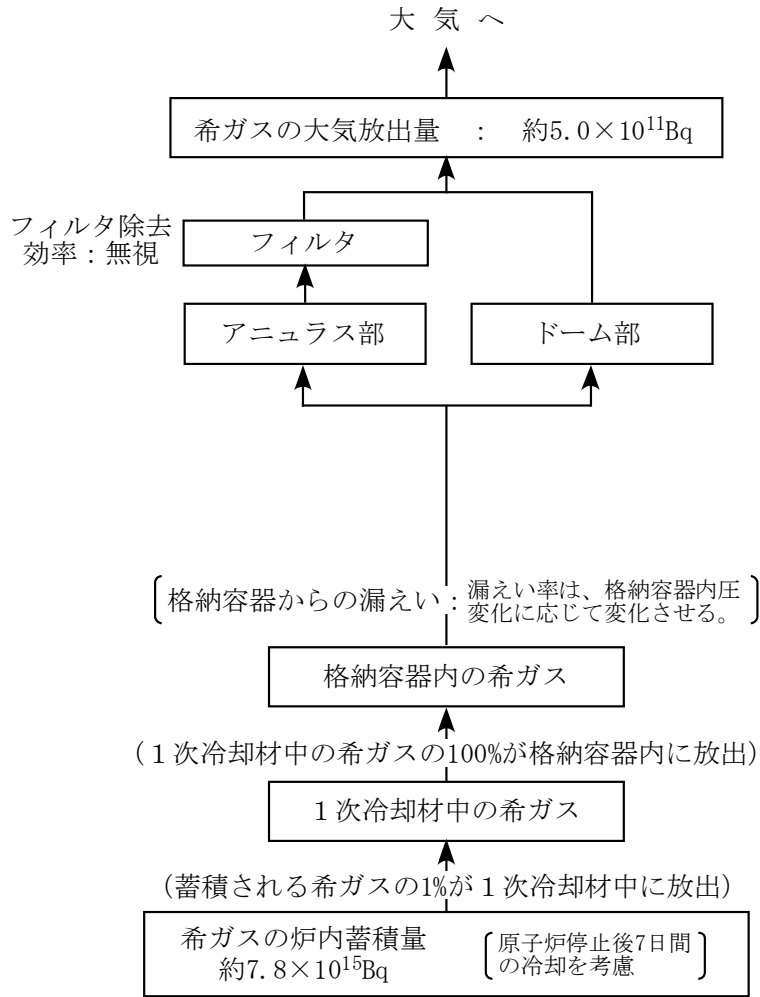 大 気 へ
希ガスの大気放出量 ： 約5.0×10¹¹Bq
フィルタ除去
効率：無視
フィルタ
アニュラス部
ドーム部
格納容器からの漏えい：
漏えい率は、格納容器内圧
変化に応じて変化させる。
格納容器内の希ガス
（１次冷却材中の希ガスの100%が格納容器内に放出）
１次冷却材中の希ガス
（蓄積される希ガスの1%が１次冷却材中に放出）
希ガスの炉内蓄積量
約7.8×10¹⁵Bq
原子炉停止後7日間
の冷却を考慮